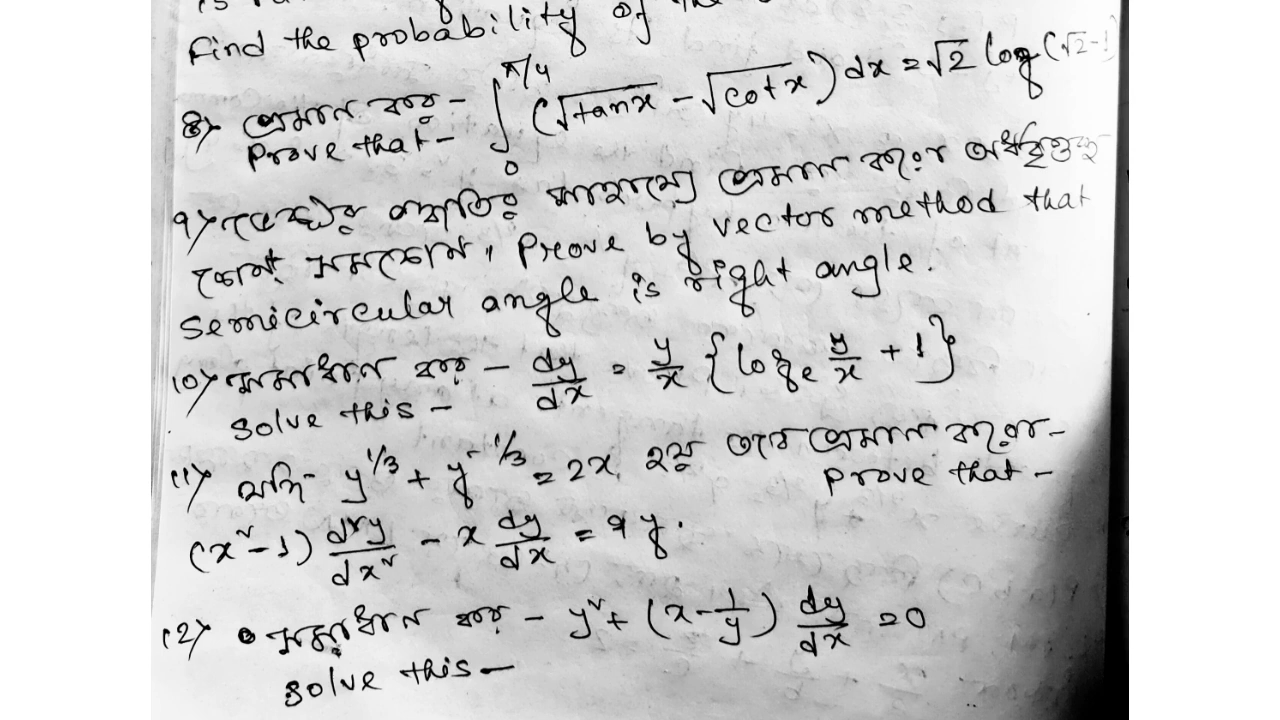 find the probability of
8) প্রমাণ কর - ∫₀^(π/4) (√tanx - √cotx) dx = √2 log (√2-1
Prove that -
9) ভেক্টর পদ্ধতির সাহায্যে প্রমাণ করো অর্ধবৃত্তস্থ
কোণ সমকোণ। Prove by vector method that
semicircular angle is right angle.
10) সমাধান কর - dy/dx = y/x {logₑ y/x + 1}
solve this -
11) যদি y^(1/3) + y^(-1/3) = 2x হয় তবে প্রমাণ করো -
prove that -
(x²-1) d²y/dx² - x dy/dx = 9y.
12) সমাধান কর - y² + (x - 1/y) dy/dx = 0
solve this -